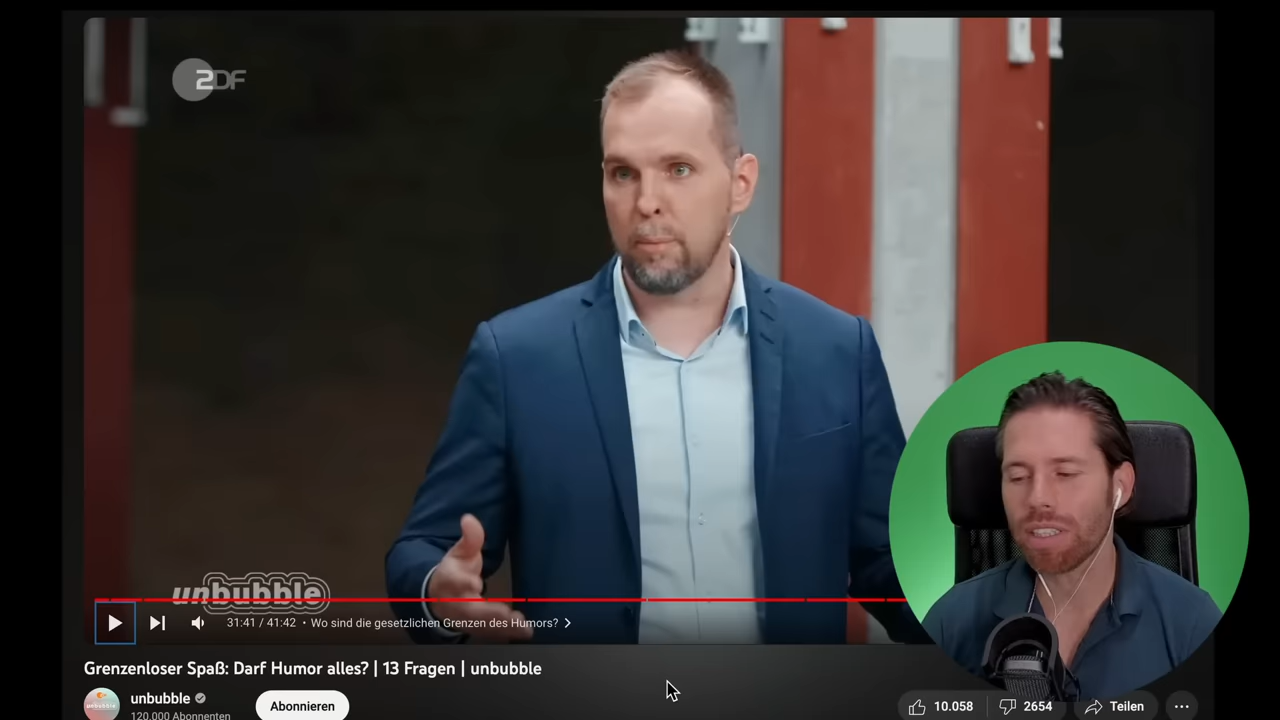 ZDF
unbubble
31:41 / 41:42 • Wo sind die gesetzlichen Grenzen des Humors?
Grenzenloser Spaß: Darf Humor alles? | 13 Fragen | unbubble
unbubble
120.000 Abonnenten
Abonnieren
10.058
2654
Teilen